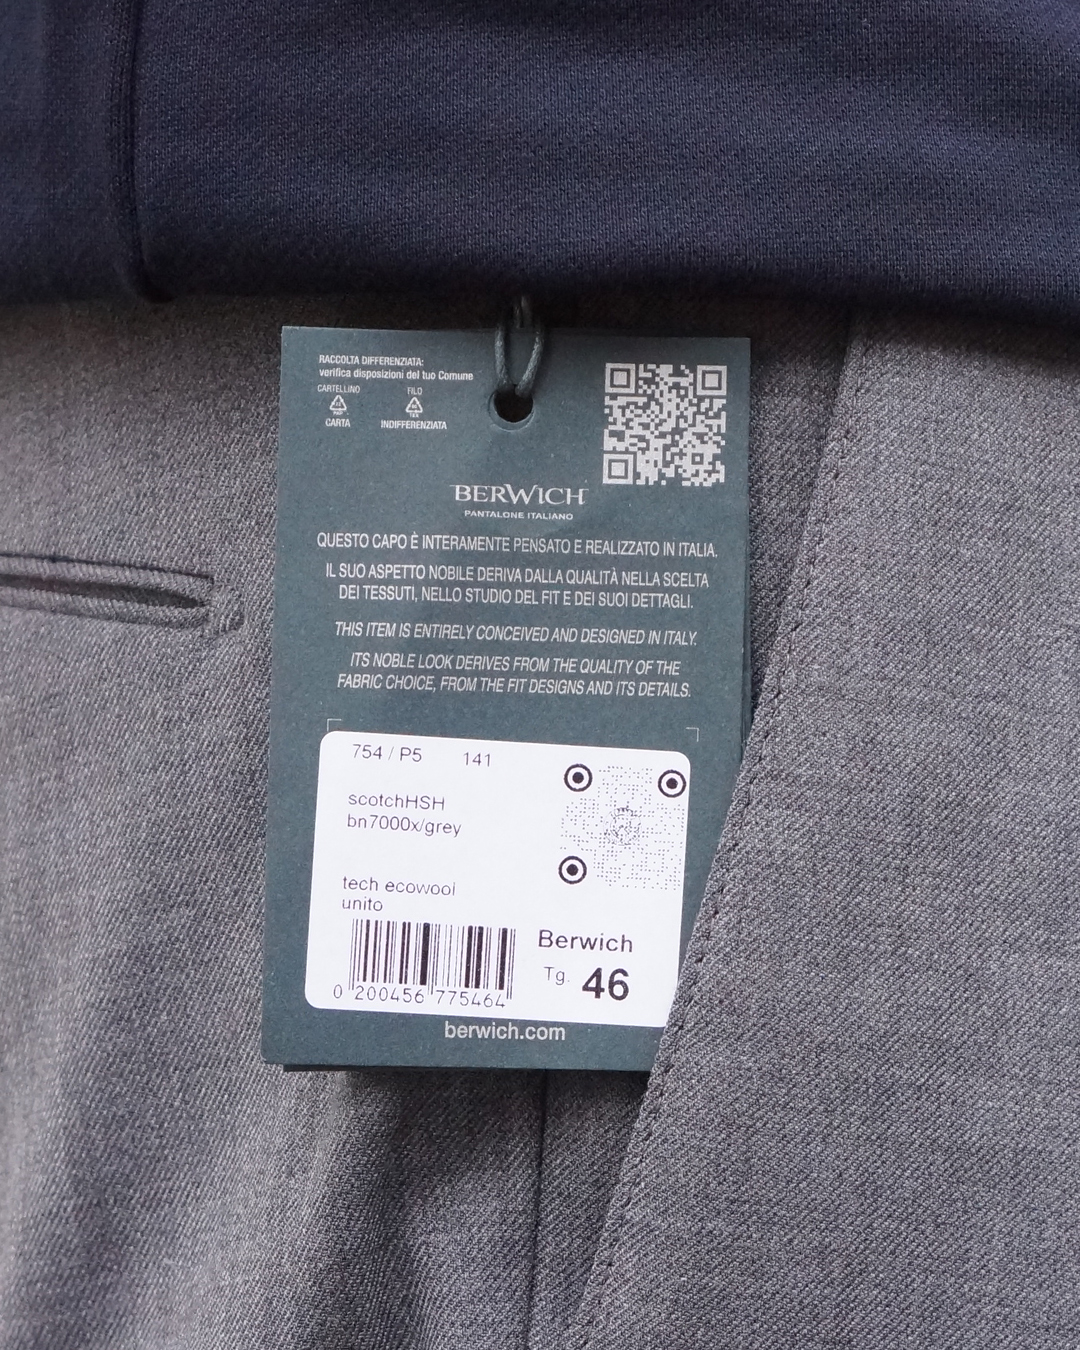 RACCOLTA DIFFERENZIATA:
verifica disposizioni del tuo Comune
CARTELLINO FILO
CARTA INDIFFERENZIATA
BERWICH
PANTALONE ITALIANO
QUESTO CAPO È INTERAMENTE PENSATO E REALIZZATO IN ITALIA.
IL SUO ASPETTO NOBILE DERIVA DALLA QUALITÀ NELLA SCELTA
DEI TESSUTI, NELLO STUDIO DEL FIT E DEI SUOI DETTAGLI.
THIS ITEM IS ENTIRELY CONCEIVED AND DESIGNED IN ITALY.
ITS NOBLE LOOK DERIVES FROM THE QUALITY OF THE
FABRIC CHOICE, FROM THE FIT DESIGNS AND ITS DETAILS.
754 / P5 141
scotchHSH
bn7000x/grey
tech ecowool
unito
Berwich
Tg. 46
0 200456 775464
berwich.com